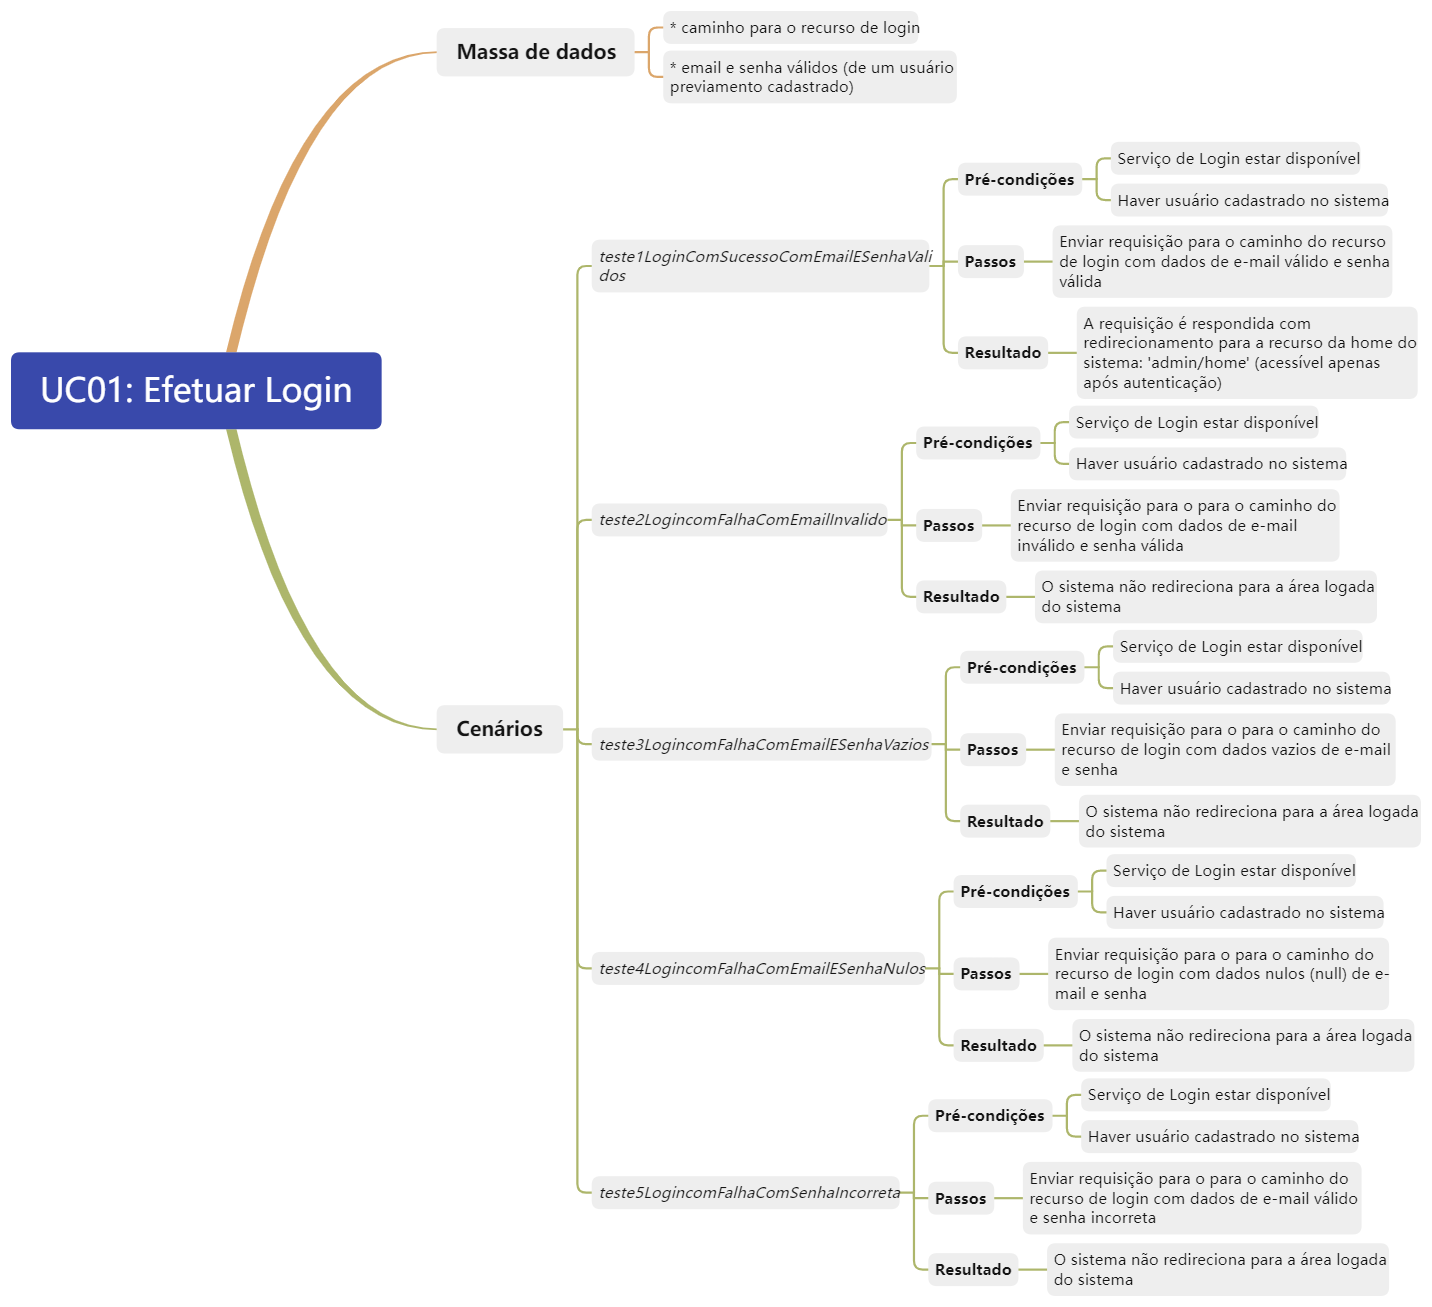 UC01: Efetuar Login
Massa de dados
* caminho para o recurso de login
* email e senha válidos (de um usuário
previamento cadastrado)
Cenários
teste1LoginComSucessoComEmailESenhaVali
dos
Pré-condições
Serviço de Login estar disponível
Haver usuário cadastrado no sistema
Passos
Enviar requisição para o caminho do recurso
de login com dados de e-mail válido e senha
válida
Resultado
A requisição é respondida com
redirecionamento para a recurso da home do
sistema: 'admin/home' (acessível apenas
após autenticação)
teste2LogincomFalhaComEmailInvalido
Pré-condições
Serviço de Login estar disponível
Haver usuário cadastrado no sistema
Passos
Enviar requisição para o para o caminho do
recurso de login com dados de e-mail
inválido e senha válida
Resultado
O sistema não redireciona para a área logada
do sistema
teste3LogincomFalhaComEmailESenhaVazios
Pré-condições
Serviço de Login estar disponível
Haver usuário cadastrado no sistema
Passos
Enviar requisição para o para o caminho do
recurso de login com dados vazios de e-mail
e senha
Resultado
O sistema não redireciona para a área logada
do sistema
teste4LogincomFalhaComEmailESenhaNulos
Pré-condições
Serviço de Login estar disponível
Haver usuário cadastrado no sistema
Passos
Enviar requisição para o para o caminho do
recurso de login com dados nulos (null) de e-
mail e senha
Resultado
O sistema não redireciona para a área logada
do sistema
teste5LogincomFalhaComSenhaIncorreta
Pré-condições
Serviço de Login estar disponível
Haver usuário cadastrado no sistema
Passos
Enviar requisição para o para o caminho do
recurso de login com dados de e-mail válido
e senha incorreta
Resultado
O sistema não redireciona para a área logada
do sistema